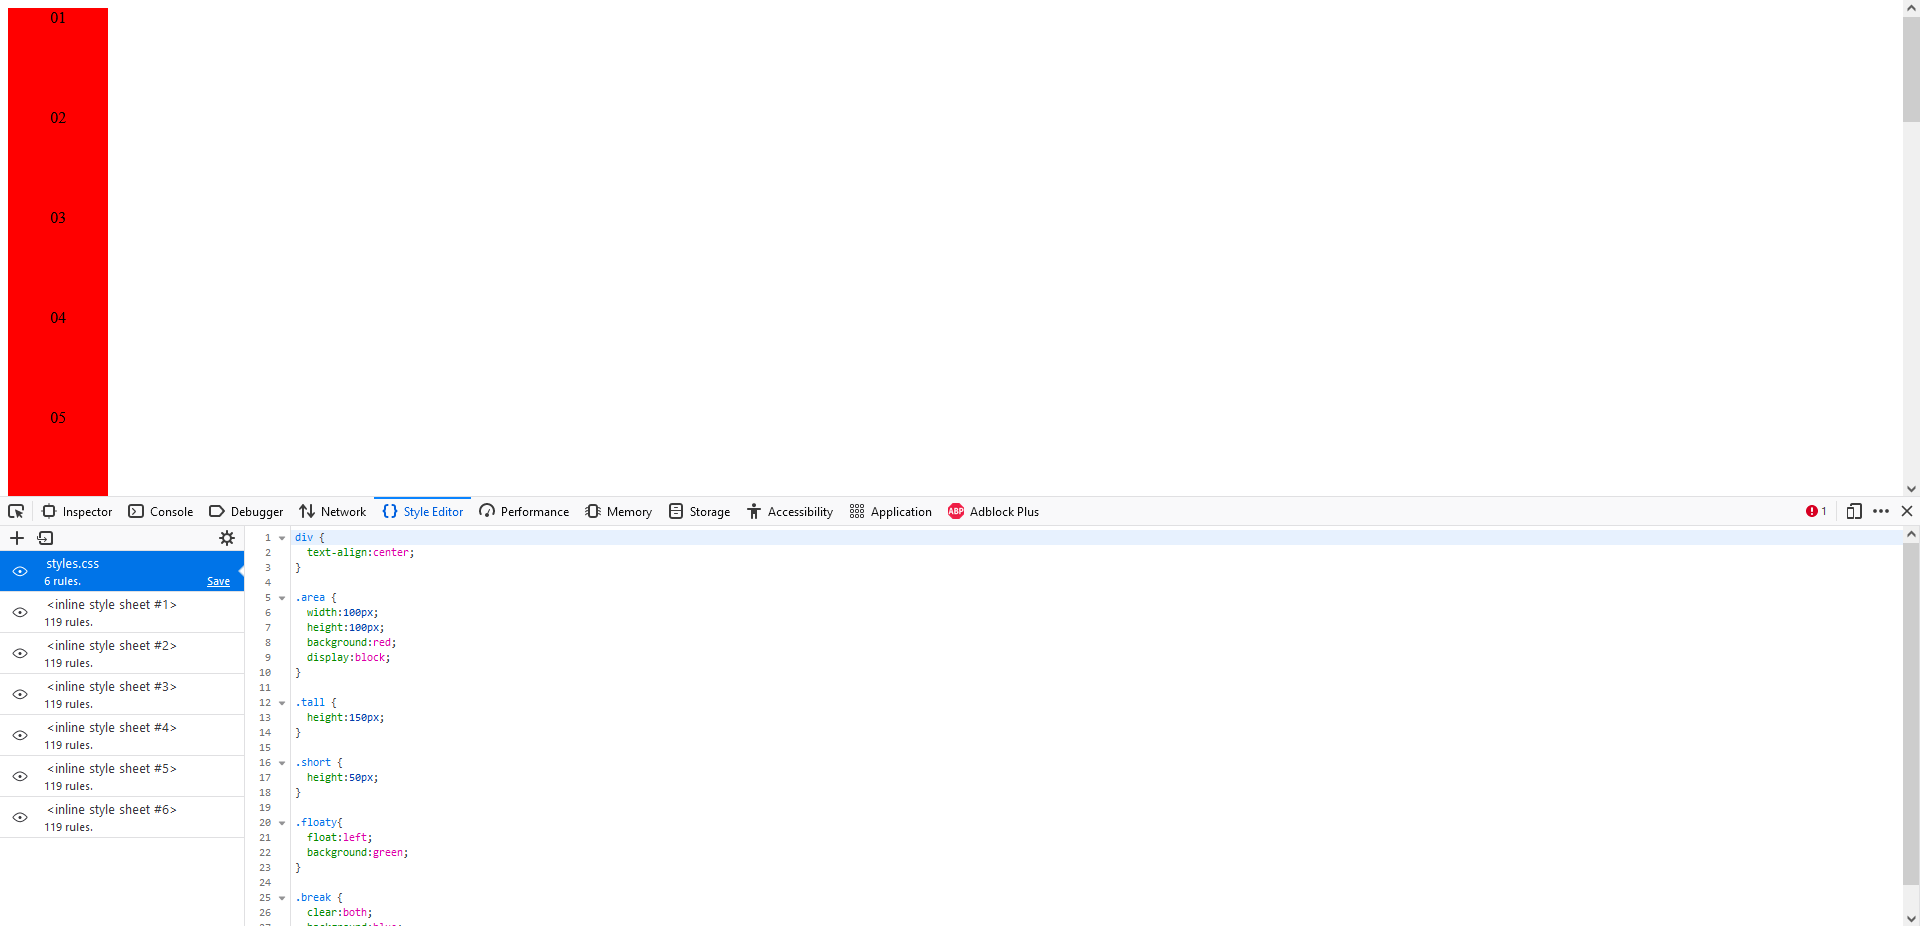 01
02
03
04
05
Inspector Console Debugger Network Style Editor Performance Memory Storage Accessibility Application ABP Adblock Plus 1
styles.css
6 rules. Save
<inline style sheet #1>
119 rules.
<inline style sheet #2>
119 rules.
<inline style sheet #3>
119 rules.
<inline style sheet #4>
119 rules.
<inline style sheet #5>
119 rules.
<inline style sheet #6>
119 rules.
1 div {
2 text-align:center;
3 }
4
5 .area {
6 width:100px;
7 height:100px;
8 background:red;
9 display:block;
10 }
11
12 .tall {
13 height:150px;
14 }
15
16 .short {
17 height:50px;
18 }
19
20 .floaty{
21 float:left;
22 background:green;
23 }
24
25 .break {
26 clear:both;
27 background:blue;